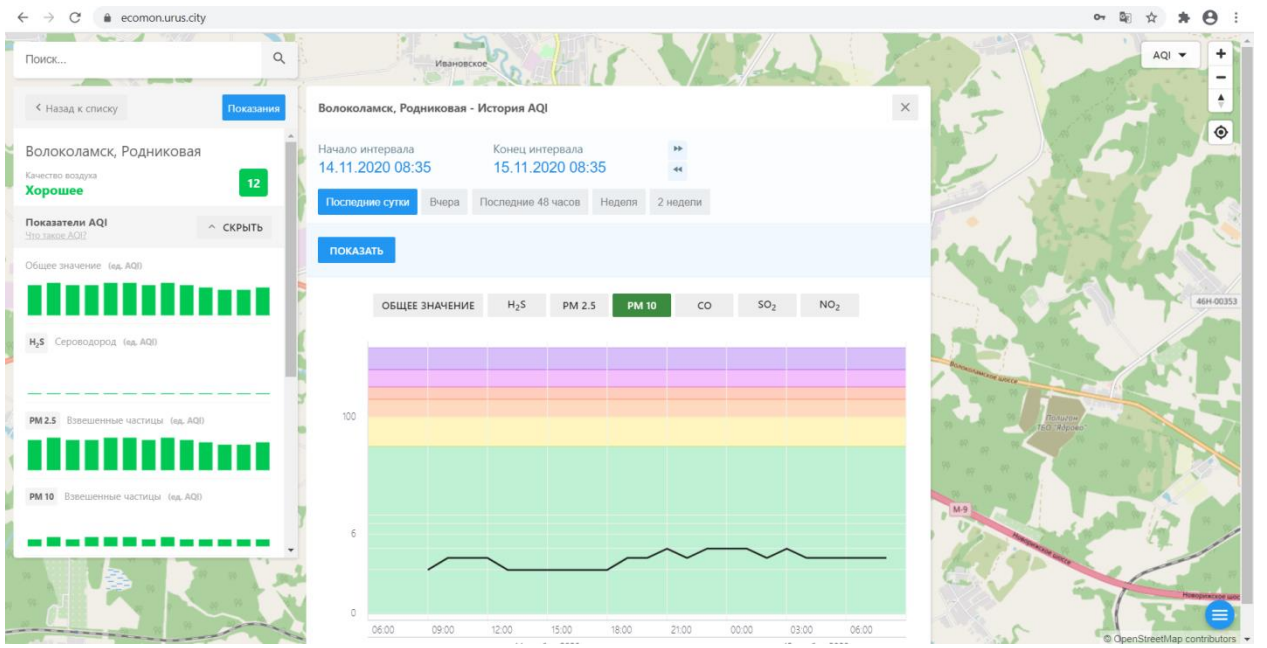 ecomon.urus.city
Поиск...
Ивановское
AQI
Назад к списку
Показания
Волоколамск, Родниковая - История AQI
Волоколамск, Родниковая
Качество воздуха
Хорошее
12
Начало интервала
Конец интервала
14.11.2020 08:35
15.11.2020 08:35
Последние сутки
Вчера
Последние 48 часов
Неделя
2 недели
Показатели AQI
Что такое AQI?
СКРЫТЬ
ПОКАЗАТЬ
Общее значение (ед. AQI)
ОБЩЕЕ ЗНАЧЕНИЕ
H₂S
PM 2.5
PM 10
CO
SO₂
NO₂
46Н-00353
H₂S Сероводород (ед. AQI)
Волоколамское шоссе
100
PM 2.5 Взвешенные частицы (ед. AQI)
Полигон
ТБО "Ядрово"
PM 10 Взвешенные частицы (ед. AQI)
М-9
6
Новорижское шоссе
0
06:00
09:00
12:00
15:00
18:00
21:00
00:00
03:00
06:00
Новорижское шос
© OpenStreetMap contributors